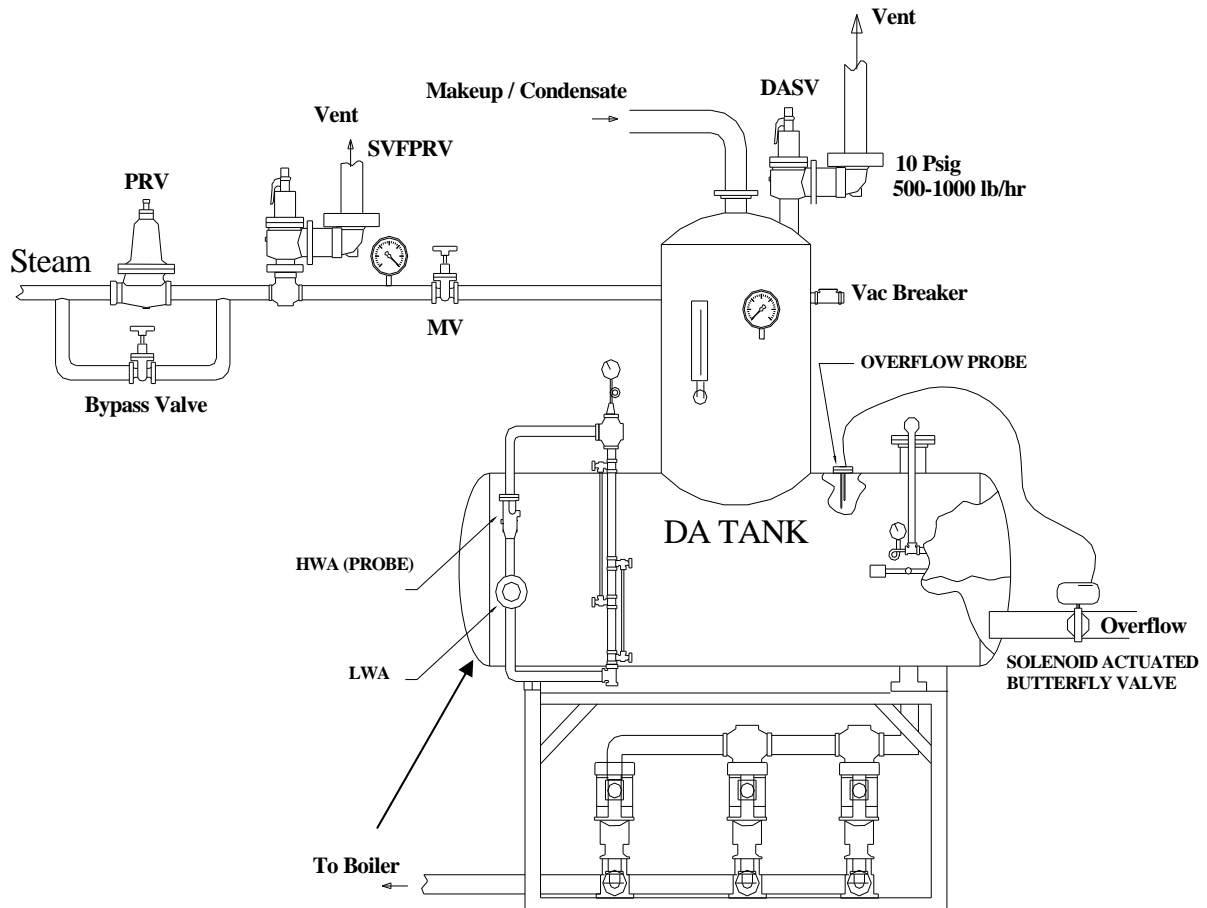 Vent
DASV
Makeup / Condensate
Vent
SVFPRV
10 Psig
500-1000 lb/hr
PRV
Steam
Vac Breaker
MV
OVERFLOW PROBE
Bypass Valve
DA TANK
HWA (PROBE)
Overflow
LWA
SOLENOID ACTUATED
BUTTERFLY VALVE
To Boiler